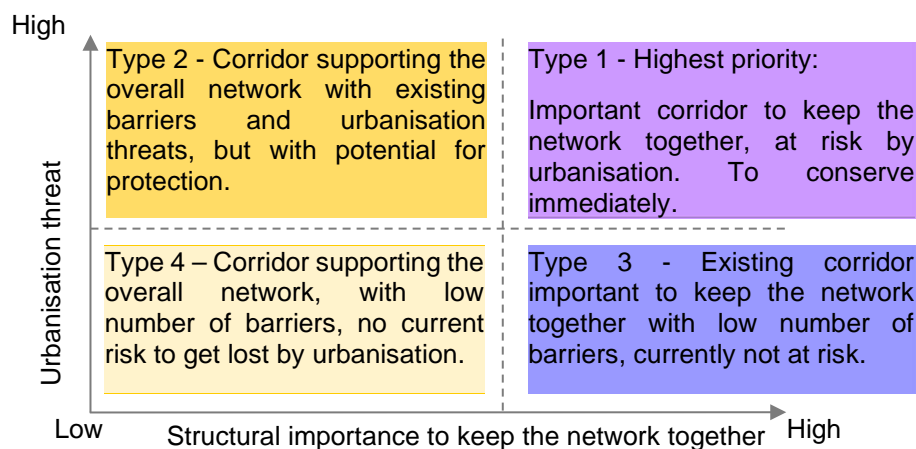 High
Type 2 - Corridor supporting the
overall network with existing
barriers and urbanisation
threats, but with potential for
protection.
Type 1 - Highest priority:
Important corridor to keep the
network together, at risk by
urbanisation. To conserve
immediately.
Urbanisation threat
Type 4 – Corridor supporting the
overall network, with low
number of barriers, no current
risk to get lost by urbanisation.
Type 3 - Existing corridor
important to keep the network
together with low number of
barriers, currently not at risk.
Low
Structural importance to keep the network together
High